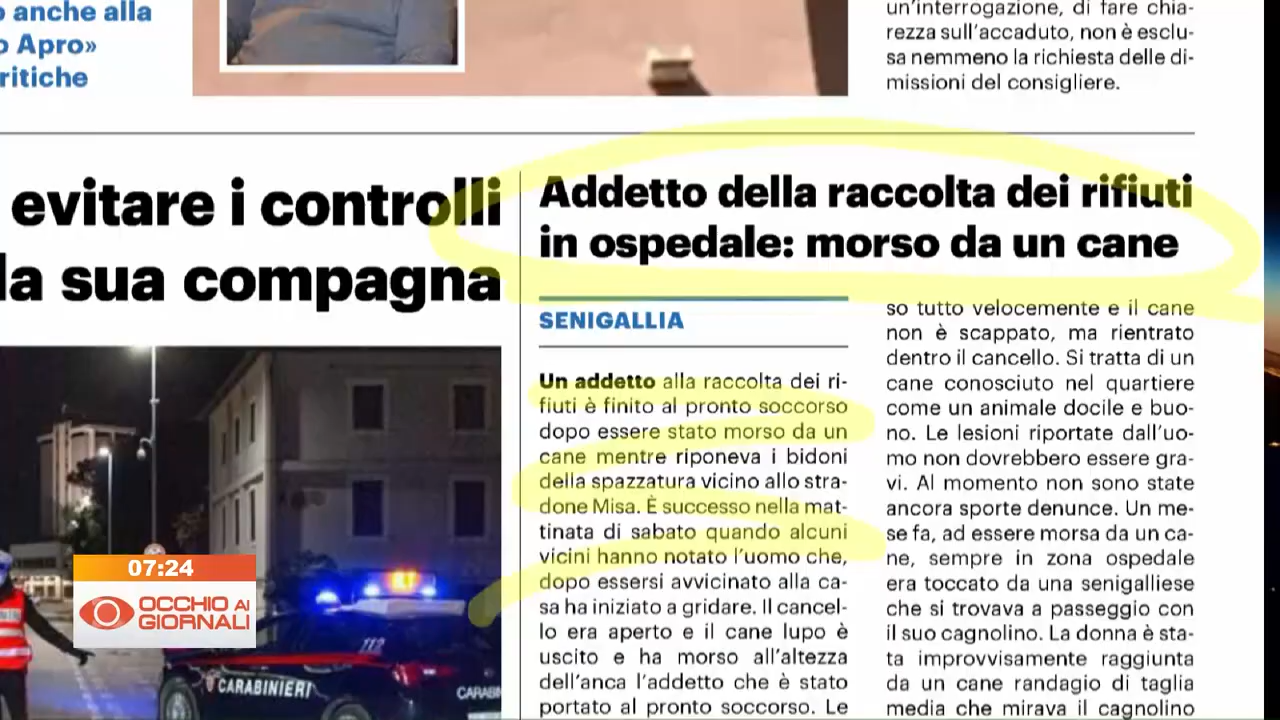 o anche alla
o Apro»
ritiche
un'interrogazione, di fare chia-
rezza sull'accaduto, non è esclu-
sa nemmeno la richiesta delle di-
missioni del consigliere.
evitare i controlli
la sua compagna
Addetto della raccolta dei rifiuti
in ospedale: morso da un cane
SENIGALLIA
Un addetto alla raccolta dei ri-
fiuti è finito al pronto soccorso
dopo essere stato morso da un
cane mentre riponeva i bidoni
della spazzatura vicino allo stra-
done Misa. È successo nella mat-
tinata di sabato quando alcuni
vicini hanno notato l'uomo che,
dopo essersi avvicinato alla ca-
sa ha iniziato a gridare. Il cancel-
lo era aperto e il cane lupo è
uscito e ha morso all'altezza
dell'anca l'addetto che è stato
portato al pronto soccorso. Le
so tutto velocemente e il cane
non è scappato, ma rientrato
dentro il cancello. Si tratta di un
cane conosciuto nel quartiere
come un animale docile e buo-
no. Le lesioni riportate dall'uo-
mo non dovrebbero essere gra-
vi. Al momento non sono state
ancora sporte denunce. Un me-
se fa, ad essere morsa da un ca-
ne, sempre in zona ospedale
era toccato da una senigalliese
che si trovava a passeggio con
il suo cagnolino. La donna è sta-
ta improvvisamente raggiunta
da un cane randagio di taglia
media che mirava il cagnolino
07:24
OCCHIO AI
GIORNALI
112
CARABINIERI
CARABIN